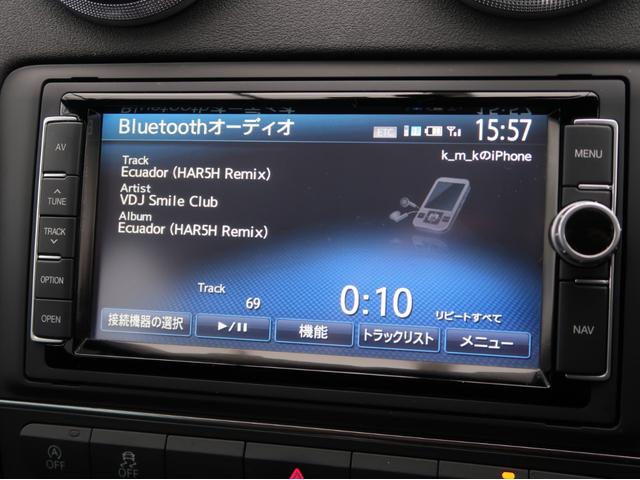 Bluetoothオーディオ
ETC
15:57
k_m_kのiPhone
Track
Ecuador (HAR5H Remix)
Artist
VDJ Smile Club
Album
Ecuador (HAR5H Remix)
Track
69
0:10
リピートすべて
接続機器の選択
►/II
機能
トラックリスト
メニュー
AV
TUNE
TRACK
OPTION
OPEN
MENU
NAV
A
OFF
OFF